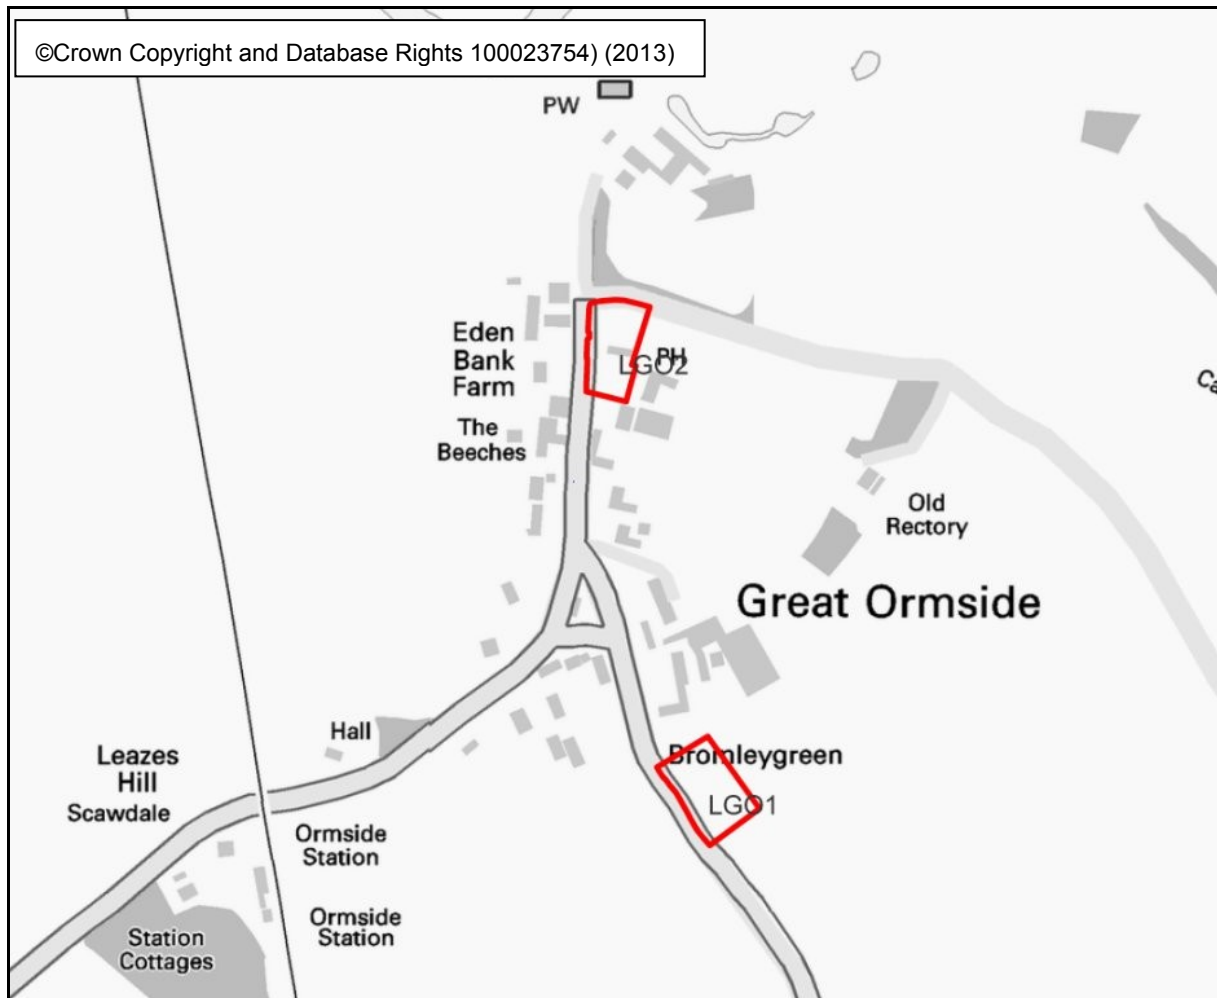 ©Crown Copyright and Database Rights 100023754) (2013)
PW
Eden
Bank
Farm
PH
LGO2
The
Beeches
Old
Rectory
Great Ormside
Hall
Bromleygreen
LGO1
Leazes
Hill
Scawdale
Ormside
Station
Ormside
Station
Station
Cottages
Ca